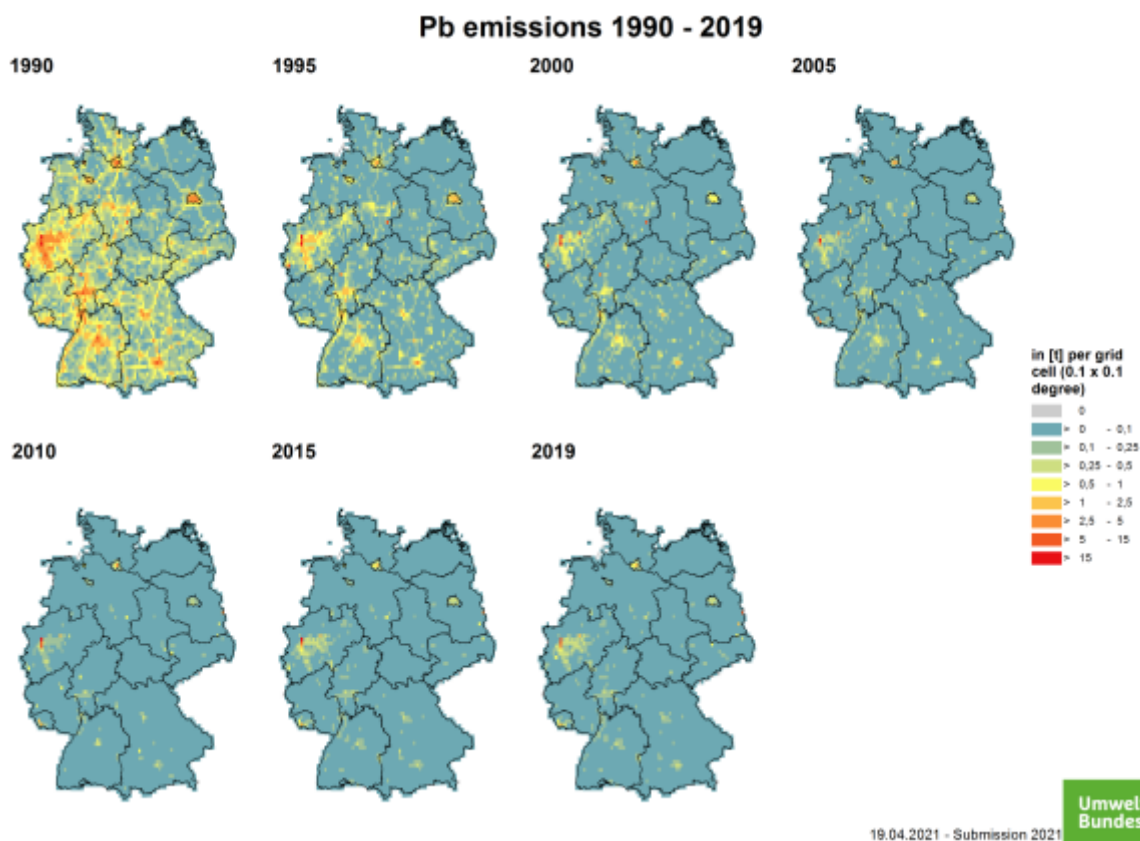 Pb emissions 1990 - 2019
1990
1995
2000
2005
in [t] per grid
cell (0.1 x 0.1
degree)
0
> 0 - 0,1
> 0,1 - 0,25
> 0,25 - 0,5
> 0,5 - 1
> 1 - 2,5
> 2,5 - 5
> 5 - 15
> 15
2010
2015
2019
Umwel
Bundes
19.04.2021 - Submission 2021